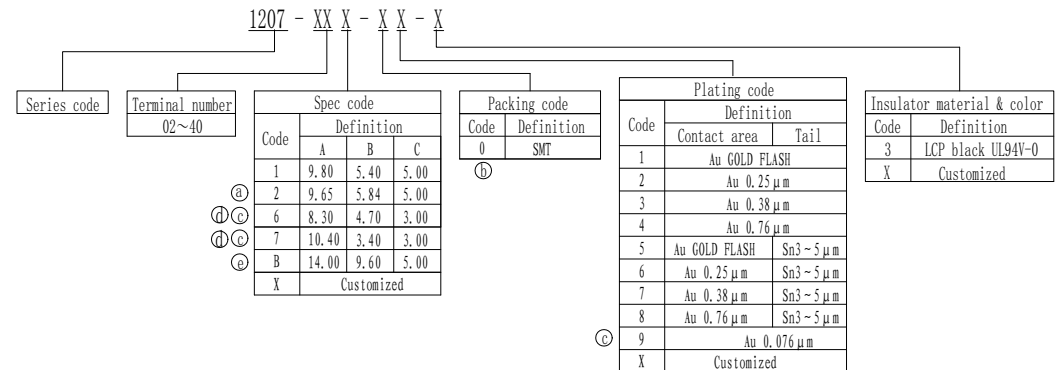 1207 - XX X - X X - X
Series code
Terminal number
02~40
Spec code
Code Definition
A B C
1 9.80 5.40 5.00
ⓐ 2 9.65 5.84 5.00
ⓓ ⓒ 6 8.30 4.70 3.00
ⓓ ⓒ 7 10.40 3.40 3.00
ⓔ B 14.00 9.60 5.00
X Customized
Packing code
Code Definition
0 SMT
ⓑ
Plating code
Code Definition
Contact area Tail
1 Au GOLD FLASH
2 Au 0.25μm
3 Au 0.38μm
4 Au 0.76μm
5 Au GOLD FLASH Sn3~5μm
6 Au 0.25μm Sn3~5μm
7 Au 0.38μm Sn3~5μm
8 Au 0.76μm Sn3~5μm
ⓒ 9 Au 0.076μm
X Customized
Insulator material & color
Code Definition
3 LCP black UL94V-0
X Customized